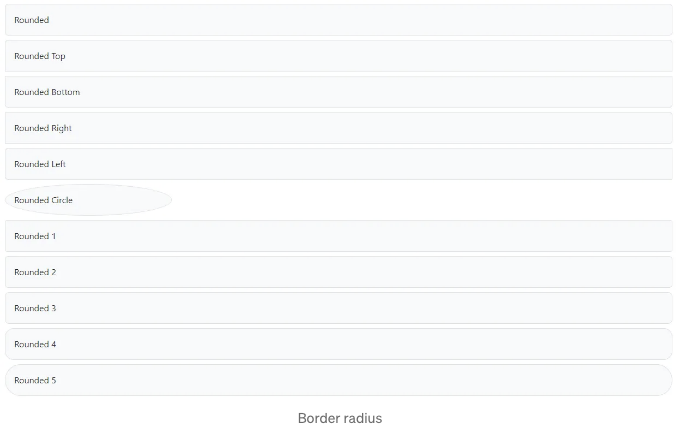 Rounded
Rounded Top
Rounded Bottom
Rounded Right
Rounded Left
Rounded Circle
Rounded 1
Rounded 2
Rounded 3
Rounded 4
Rounded 5
Border radius